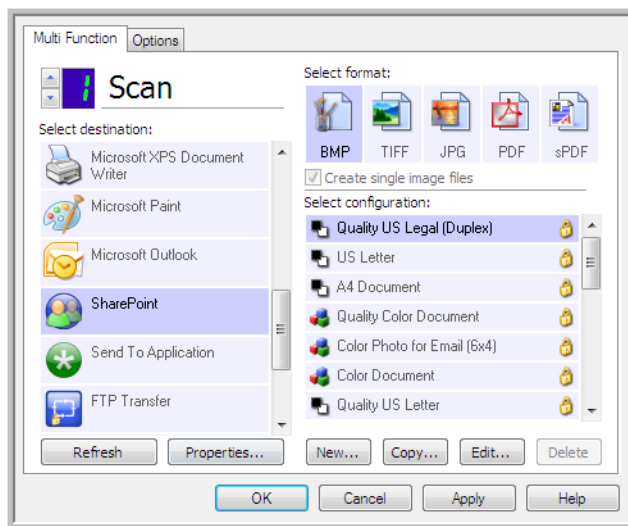 Multi Function
Options
1
Scan
Select destination:
Microsoft XPS Document
Writer
Microsoft Paint
Microsoft Outlook
SharePoint
Send To Application
FTP Transfer
Refresh
Properties...
Select format:
BMP
TIFF
JPG
PDF
sPDF
Create single image files
Select configuration:
Quality US Legal (Duplex)
US Letter
A4 Document
Quality Color Document
Color Photo for Email (6x4)
Color Document
Quality US Letter
New...
Copy...
Edit...
Delete
OK
Cancel
Apply
Help